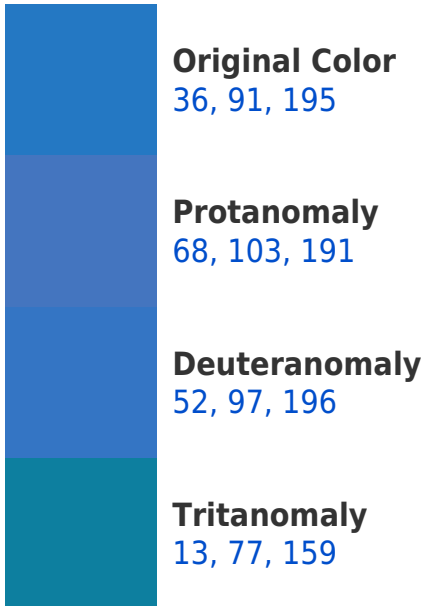 Original Color
36, 91, 195
Protanomaly
68, 103, 191
Deuteranomaly
52, 97, 196
Tritanomaly
13, 77, 159